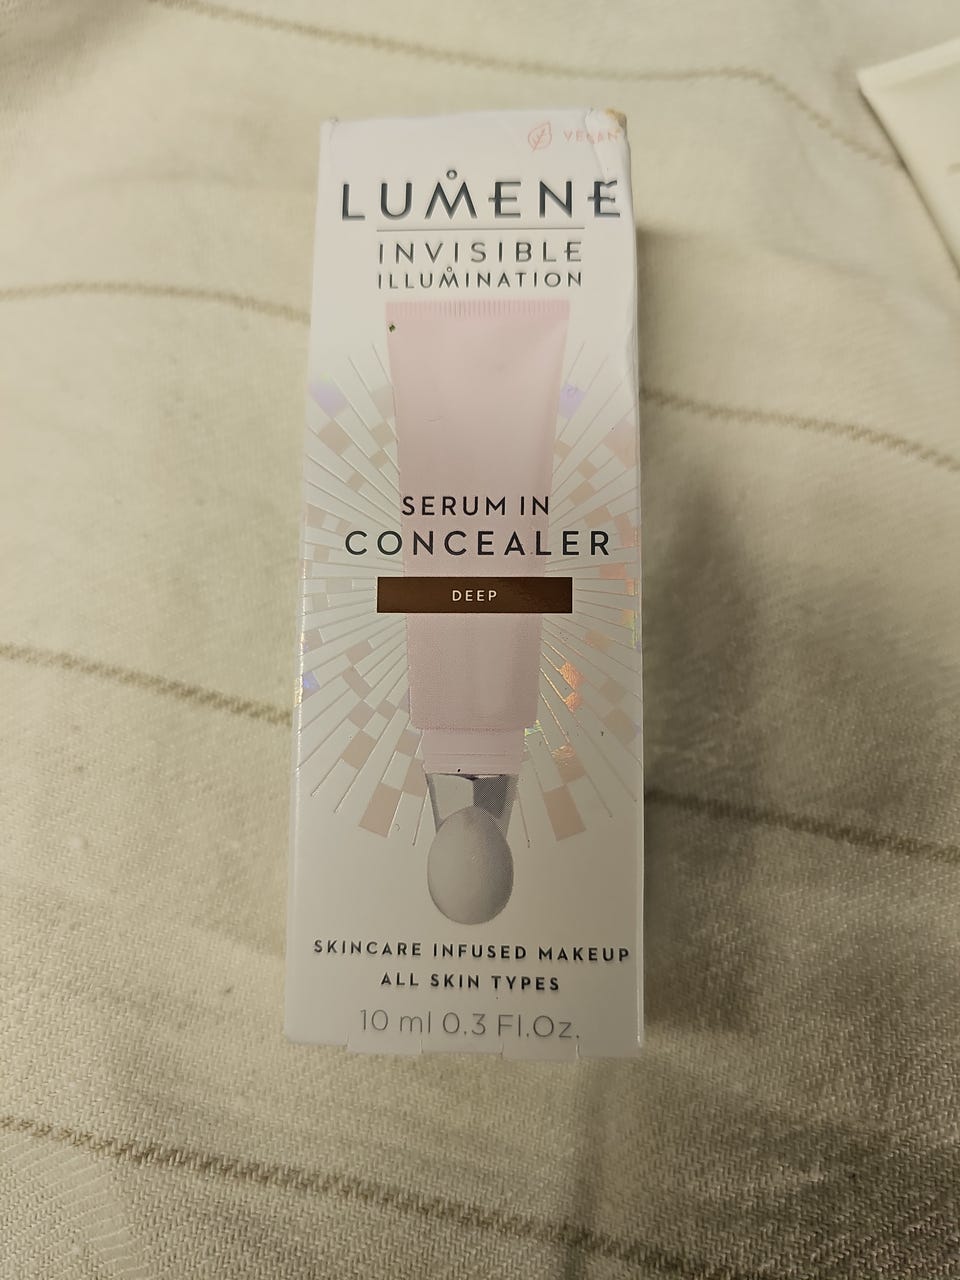 VEGAN
LUMENE
INVISIBLE
ILLUMINATION
SERUM IN
CONCEALER
DEEP
SKINCARE INFUSED MAKEUP
ALL SKIN TYPES
10 ml 0.3 Fl.Oz.